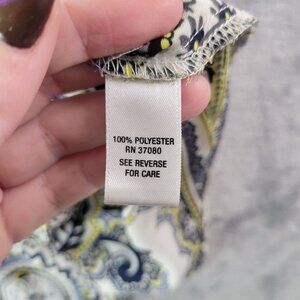 100% POLYESTER
RN 37080
SEE REVERSE
FOR CARE